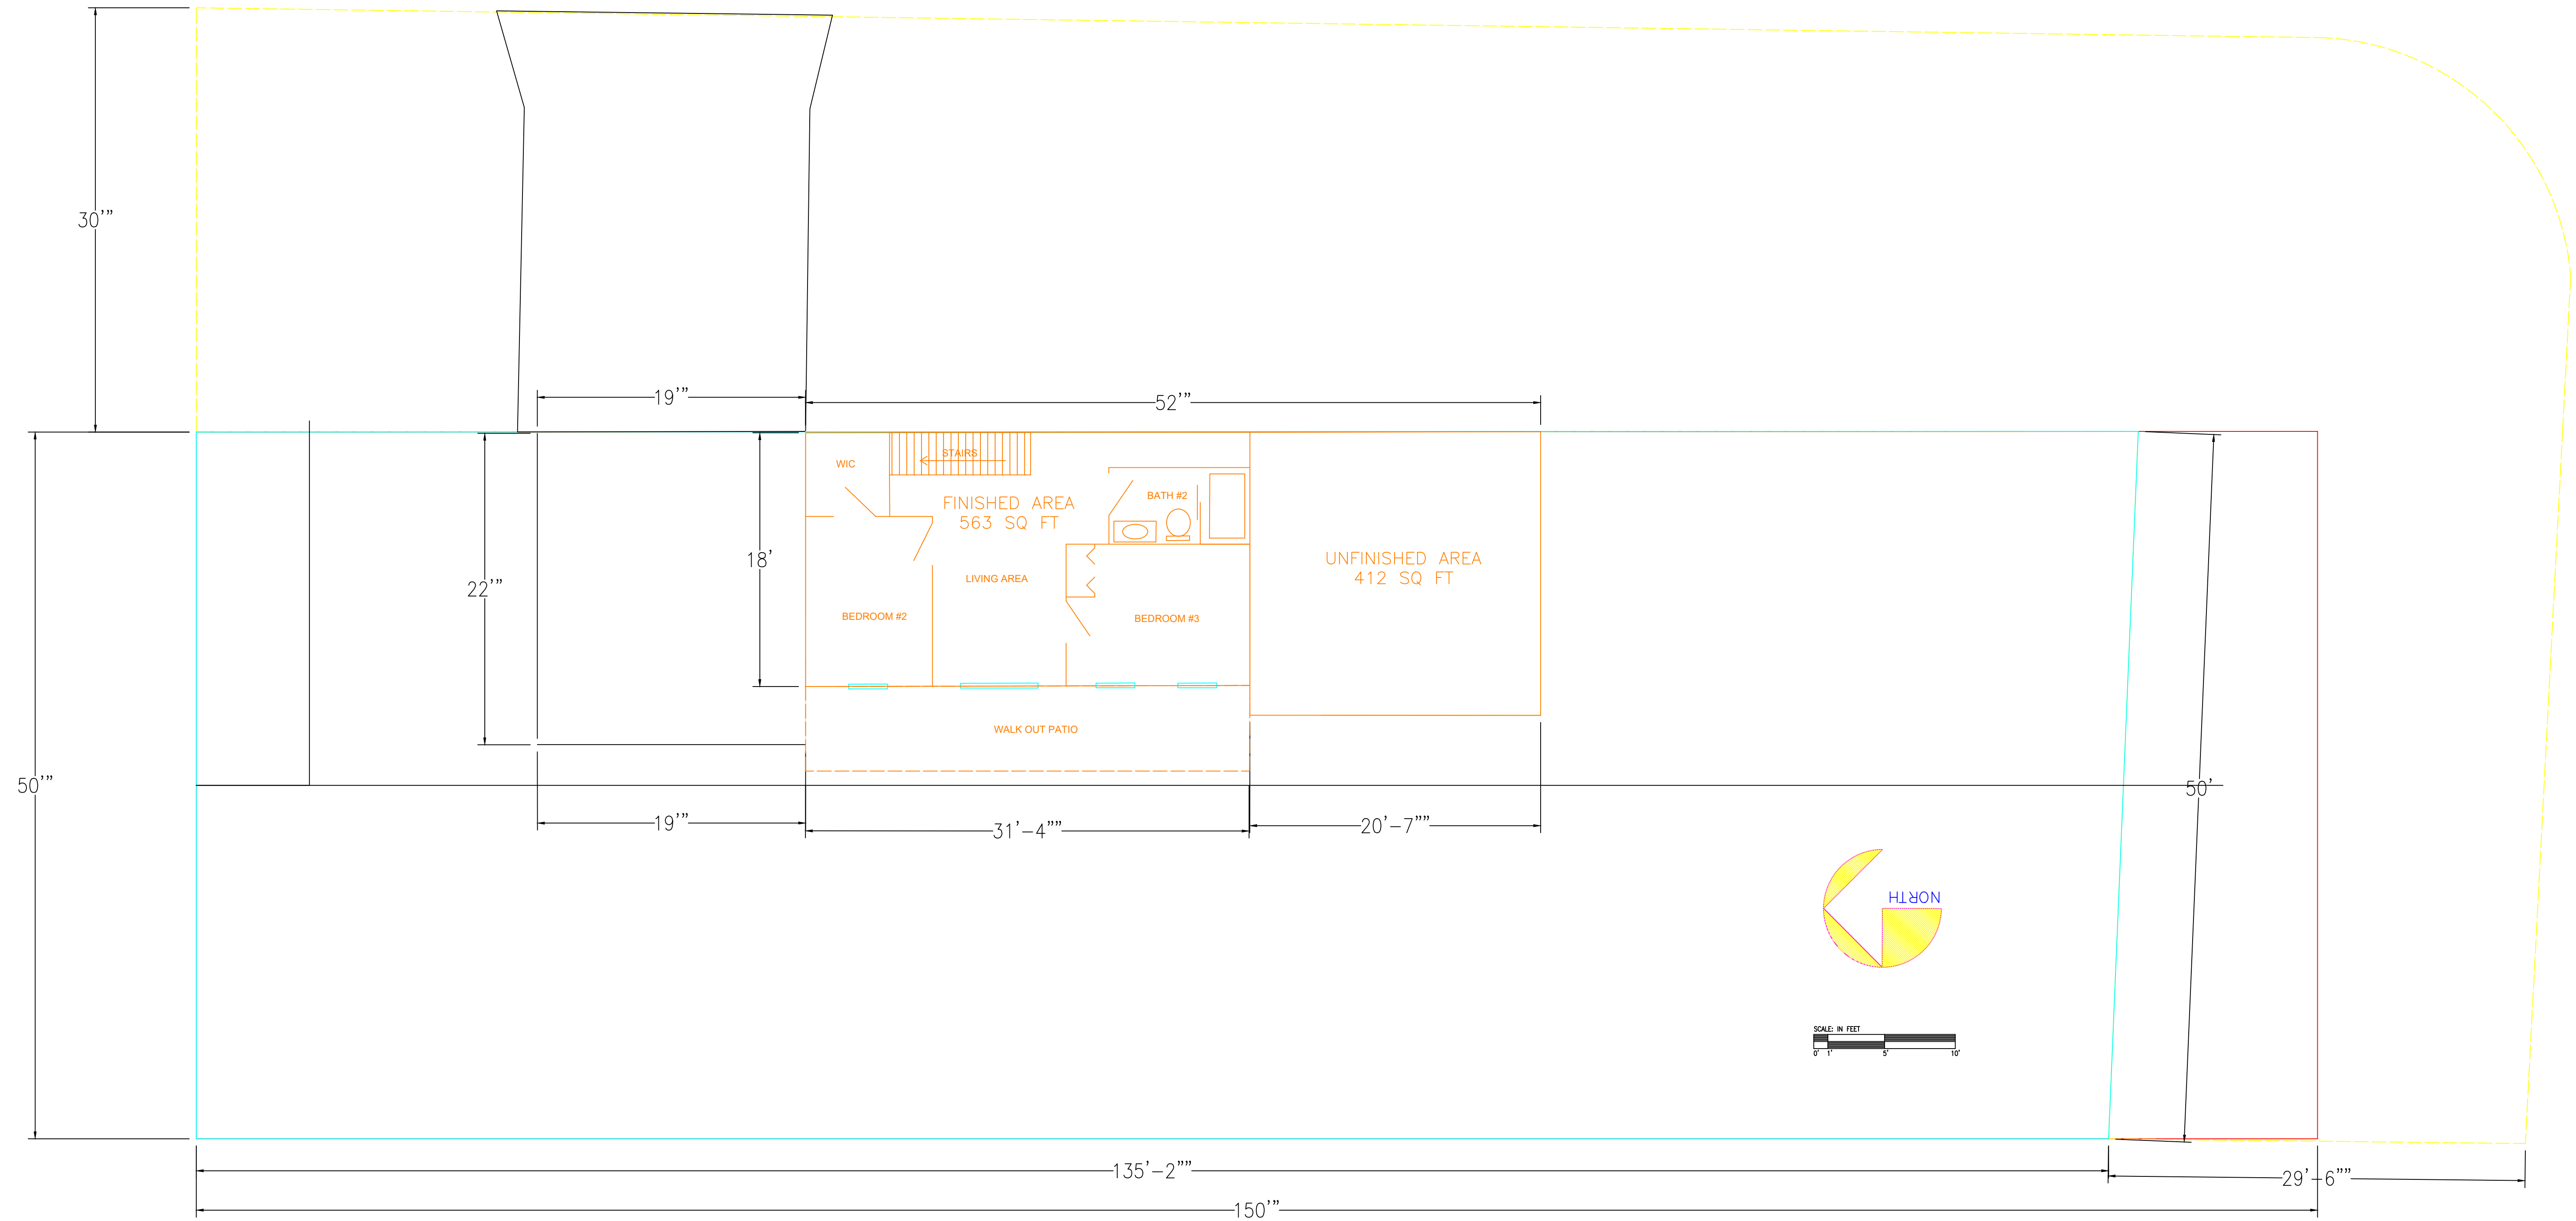 30'"
19'"
52'"
WIC
STAIRS
BATH #2
FINISHED AREA
563 SQ FT
18'
22'"
UNFINISHED AREA
412 SQ FT
LIVING AREA
BEDROOM #2
BEDROOM #3
WALK OUT PATIO
50'"
50'
19'"
31'-4""
20'-7""
NORTH
SCALE: IN FEET
0' 1' 5' 10'
135'-2""
29'-6""
150'"